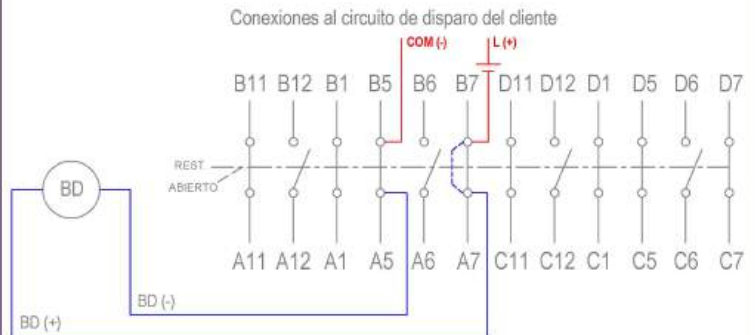 Conexiones al circuito de disparo del cliente
COM (-) L (+)
B11 B12 B1 B5 B6 B7 D11 D12 D1 D5 D6 D7
REST.
ABIERTO
BD
A11 A12 A1 A5 A6 A7 C11 C12 C1 C5 C6 C7
BD (-)
BD (+)